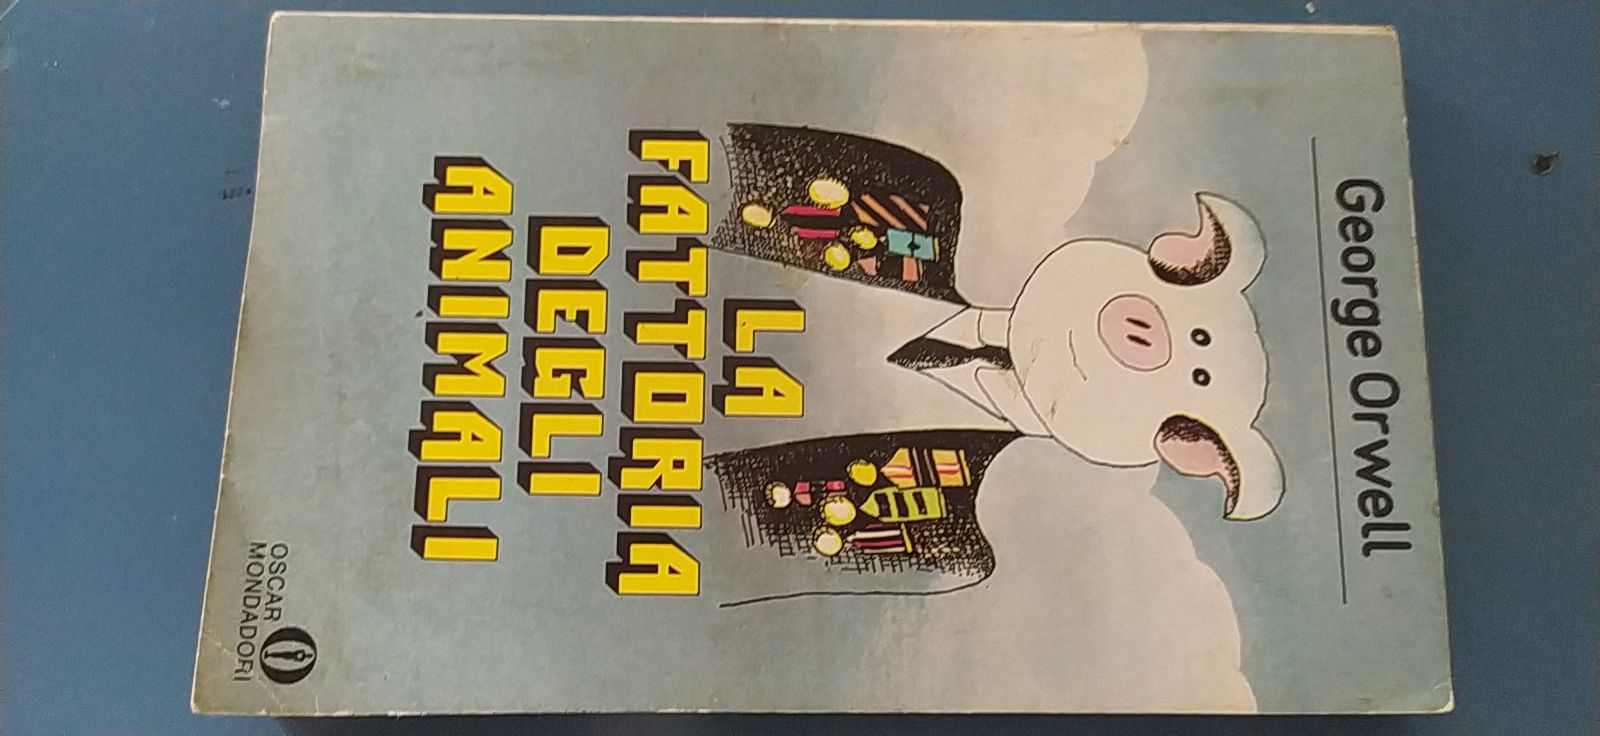 George Orwell
LA
FATTORIA
DEGLI
ANIMALI
OSCAR
MONDADORI